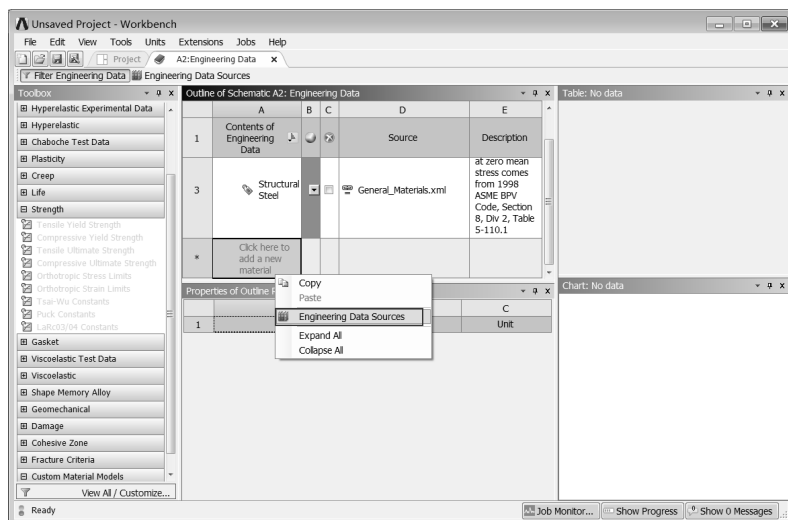 Unsaved Project - Workbench
File Edit View Tools Units Extensions Jobs Help
Project A2:Engineering Data x
Filter Engineering Data Engineering Data Sources
Toolbox
Hyperelastic Experimental Data
Hyperelastic
Chaboche Test Data
Plasticity
Creep
Life
Strength
Tensile Yield Strength
Compressive Yield Strength
Tensile Ultimate Strength
Compressive Ultimate Strength
Orthotropic Stress Limits
Orthotropic Strain Limits
Tsai-Wu Constants
Puck Constants
LaRc03/04 Constants
Gasket
Viscoelastic Test Data
Viscoelastic
Shape Memory Alloy
Geomechanical
Damage
Cohesive Zone
Fracture Criteria
Custom Material Models
View All / Customize...
Outline of Schematic A2: Engineering Data
A B C D E
1 Contents of
Engineering
Data
Source
Description
3
Structural
Steel
General_Materials.xml
at zero mean
stress comes
from 1998
ASME BPV
Code, Section
8, Div 2, Table
5-110.1
*
Click here to
add a new
material
Properties of Outline
C
1 Unit
Copy
Paste
Engineering Data Sources
Expand All
Collapse All
Table: No data
Chart: No data
Ready
Job Monitor... Show Progress Show 0 Messages